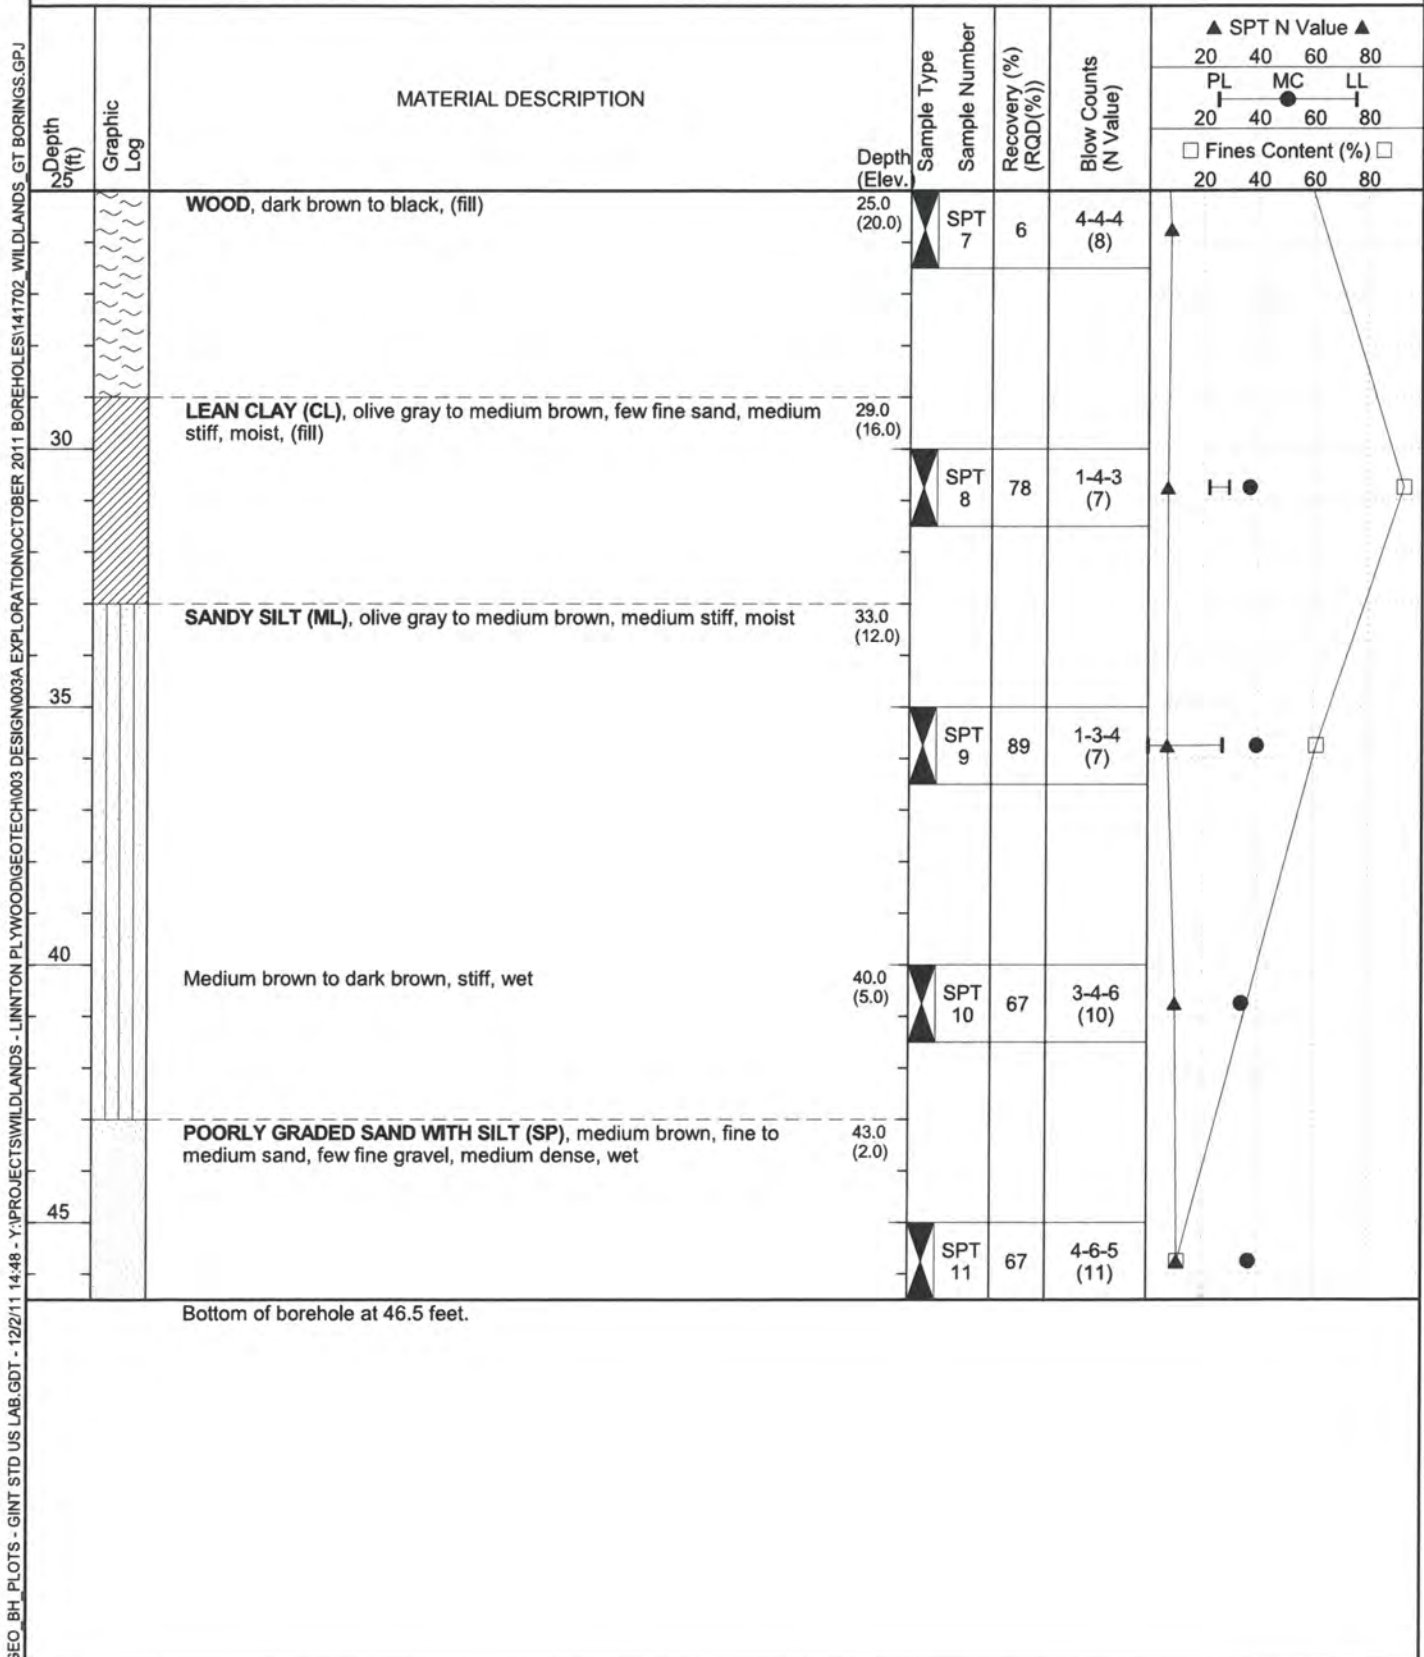 ▲ SPT N Value ▲
20 40 60 80
PL MC LL
20 40 60 80
□ Fines Content (%) □
20 40 60 80
Depth
(ft)
Graphic
Log
MATERIAL DESCRIPTION
Depth
(Elev.)
Sample Type
Sample Number
Recovery (%)
(RQD(%))
Blow Counts
(N Value)
25
WOOD, dark brown to black, (fill)
25.0
(20.0)
SPT
7
6
4-4-4
(8)
LEAN CLAY (CL), olive gray to medium brown, few fine sand, medium
stiff, moist, (fill)
29.0
(16.0)
30
SPT
8
78
1-4-3
(7)
SANDY SILT (ML), olive gray to medium brown, medium stiff, moist
33.0
(12.0)
35
SPT
9
89
1-3-4
(7)
40
Medium brown to dark brown, stiff, wet
40.0
(5.0)
SPT
10
67
3-4-6
(10)
POORLY GRADED SAND WITH SILT (SP), medium brown, fine to
medium sand, few fine gravel, medium dense, wet
43.0
(2.0)
45
SPT
11
67
4-6-5
(11)
Bottom of borehole at 46.5 feet.
GEO_BH_PLOTS - GINT STD US LAB.GDT - 12/2/11 14:48 - Y:\PROJECTS\WILDLANDS - LINNTON PLYWOOD\GEOTECH\003 DESIGN\003A EXPLORATION\OCTOBER 2011 BOREHOLES\141702_WILDLANDS_GT BORINGS.GPJ